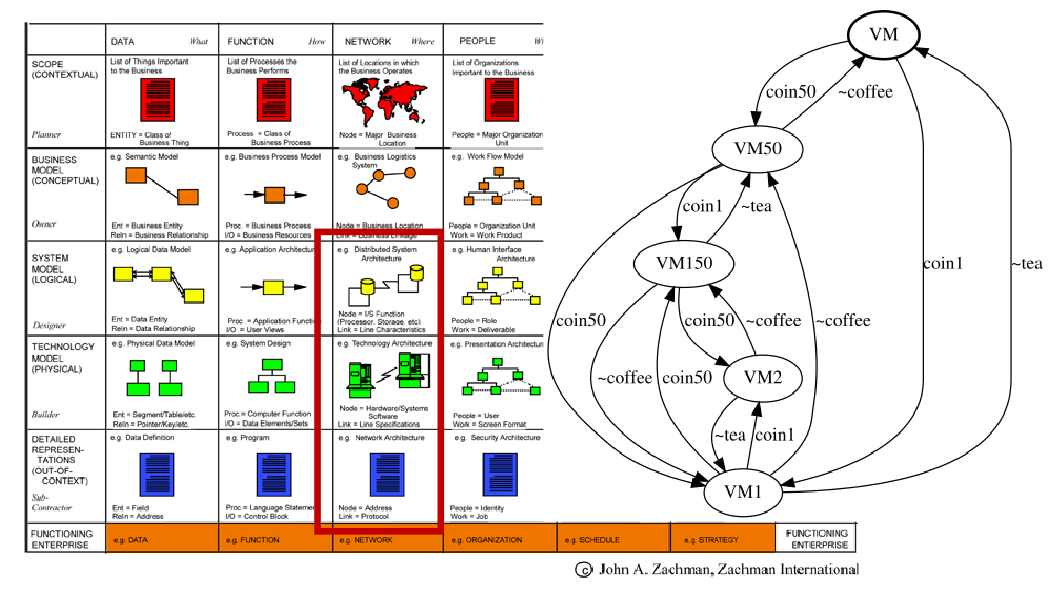 DATA What FUNCTION How NETWORK Where PEOPLE
SCOPE
(CONTEXTUAL)
Planner
List of Things Important
to the Business
ENTITY = Class of
Business Thing
List of Processes the
Business Performs
Process = Class of
Business Process
List of Locations in which
the Business Operates
Node = Major Business
Location
List of Organizations
Important to the Business
People = Major Organization
Unit
BUSINESS
MODEL
(CONCEPTUAL)
Owner
e.g. Semantic Model
Ent = Business Entity
Reln = Business Relationship
e.g. Business Process Model
Proc. = Business Process
I/O = Business Resources
e.g. Business Logistics
System
Node = Business Location
Link = Business Linkage
e.g. Work Flow Model
People = Organization Unit
Work = Work Product
SYSTEM
MODEL
(LOGICAL)
Designer
e.g. Logical Data Model
Ent = Data Entity
Reln = Data Relationship
e.g. Application Architecture
Proc = Application Function
I/O = User Views
e.g. Distributed System
Architecture
Node = I/S Function
(Processor, Storage, etc)
Link = Line Characteristics
e.g. Human Interface
Architecture
People = Role
Work = Deliverable
TECHNOLOGY
MODEL
(PHYSICAL)
Builder
e.g. Physical Data Model
Ent = Segment/Table/etc.
Reln = Pointer/Key/etc.
e.g. System Design
Proc = Computer Function
I/O = Data Elements/Sets
e.g. Technology Architecture
Node = Hardware/Systems
Software
Link = Line Specifications
e.g. Presentation Architecture
People = User
Work = Screen Format
DETAILED
REPRESEN-
TATIONS
(OUT-OF-
CONTEXT)
Sub-
Contractor
e.g. Data Definition
Ent = Field
Reln = Address
e.g. Program
Proc = Language Statement
I/O = Control Block
e.g. Network Architecture
Node = Address
Link = Protocol
e.g. Security Architecture
People = Identity
Work = Job
FUNCTIONING
ENTERPRISE
e.g. DATA
e.g. FUNCTION
e.g. NETWORK
e.g. ORGANIZATION
e.g. SCHEDULE
e.g. STRATEGY
FUNCTIONING
ENTERPRISE
© John A. Zachman, Zachman International
VM
coin50
~coffee
VM50
coin1
~tea
VM150
coin1
~tea
coin50
coin50
~coffee
~coffee
~coffee
coin50
VM2
~tea
coin1
VM1